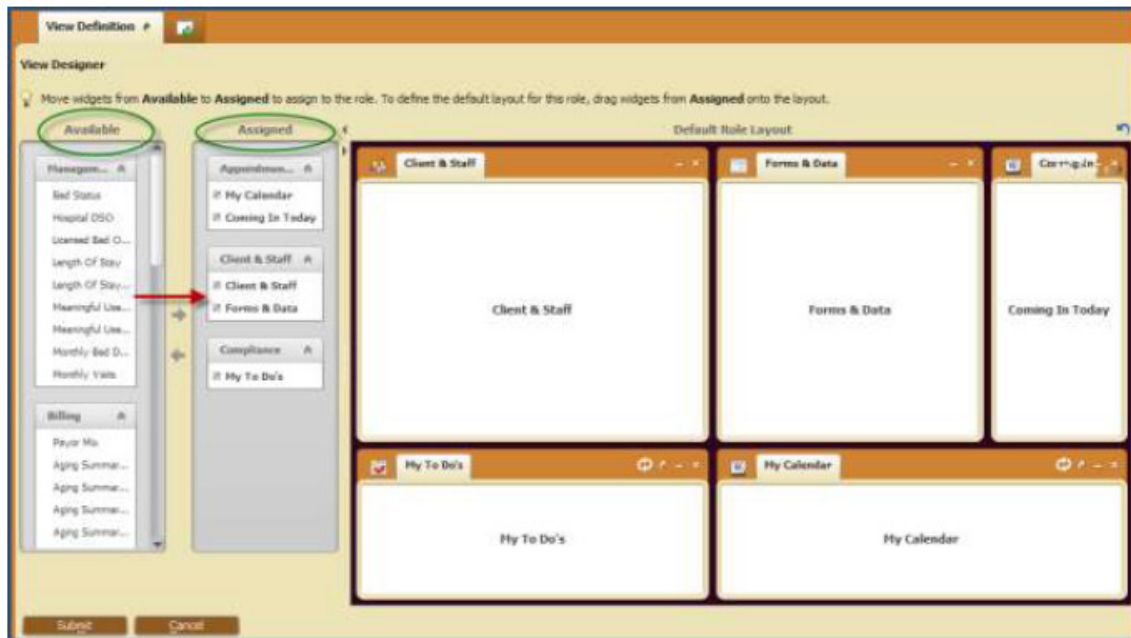 View Definition
View Designer
Move widgets from Available to Assigned to assign to the role. To define the default layout for this role, drag widgets from Assigned onto the layout.
Available
Managem...
Bed Status
Hospital DSO
Licensed Bed O...
Length Of Stay
Length Of Stay...
Meaningful Use...
Meaningful Use...
Monthly Bed D...
Monthly Visits
Billing
Payor Mix
Aging Summar...
Aging Summar...
Aging Summar...
Aging Summar...
Assigned
Appointmen...
My Calendar
Coming In Today
Client & Staff
Client & Staff
Forms & Data
Compliance
My To Do's
Default Role Layout
Client & Staff
Client & Staff
Forms & Data
Forms & Data
Coming In Today
My To Do's
My To Do's
My Calendar
My Calendar
Submit
Cancel